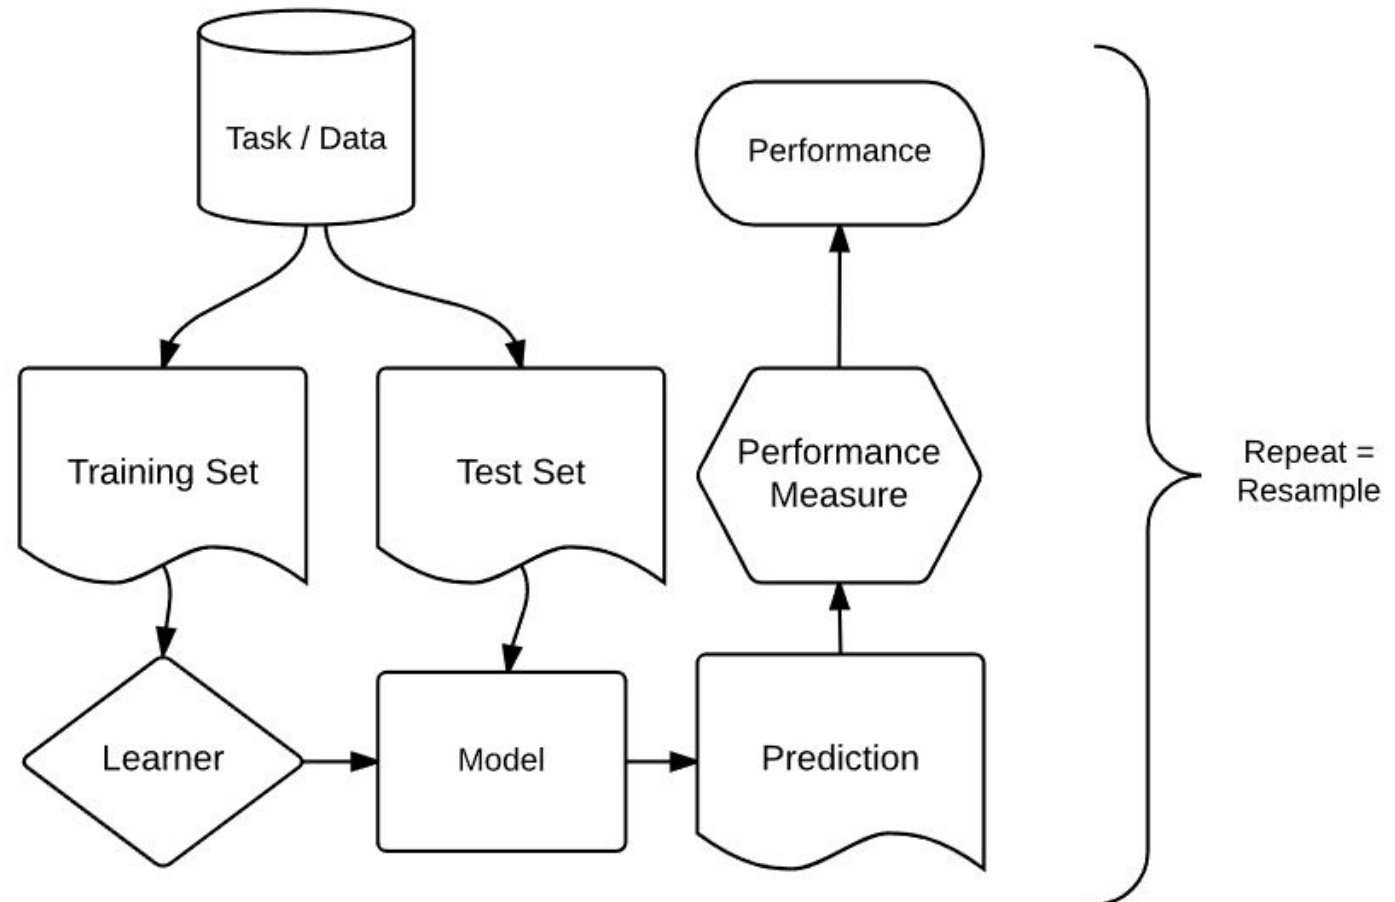 Task / Data
Performance
Training Set
Test Set
Performance
Measure
Repeat =
Resample
Learner
Model
Prediction